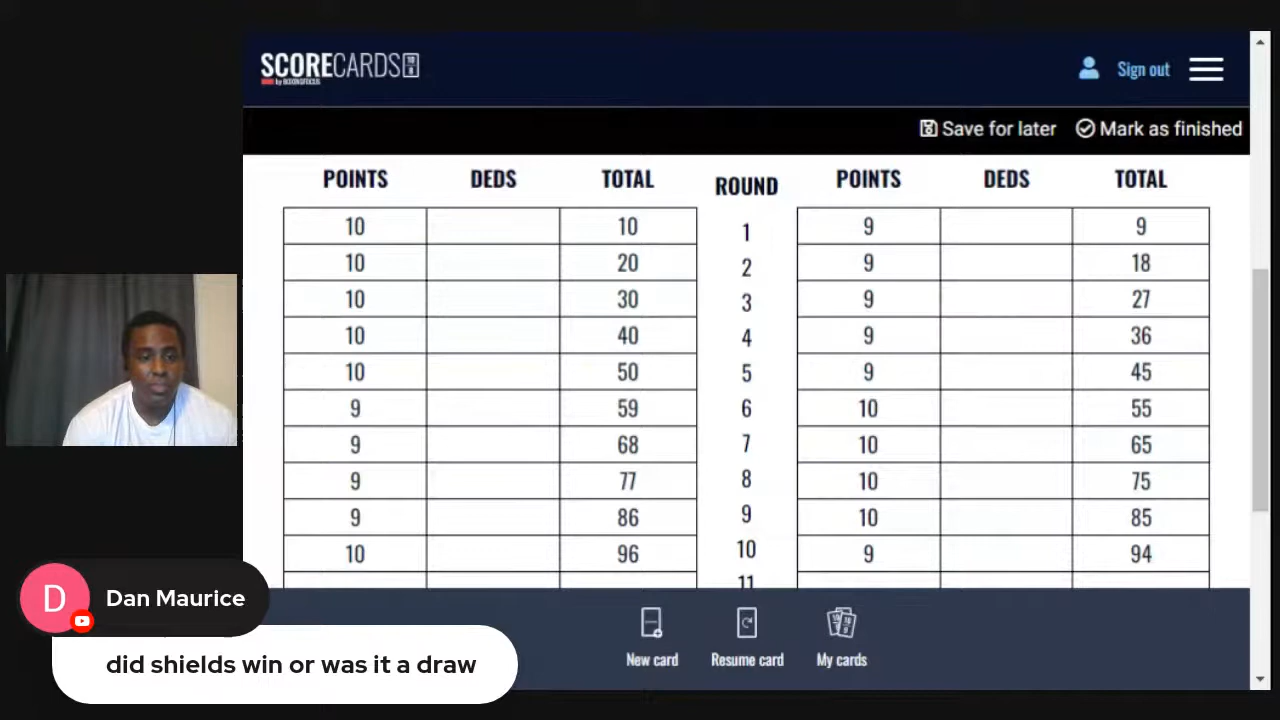 SCORECARDS
by BOXINGFOCUS
Sign out
Save for later Mark as finished
POINTS DEDS TOTAL ROUND POINTS DEDS TOTAL
10 10 1 9 9
10 20 2 9 18
10 30 3 9 27
10 40 4 9 36
10 50 5 9 45
9 59 6 10 55
9 68 7 10 65
9 77 8 10 75
9 86 9 10 85
10 96 10 9 94
11
New card Resume card My cards
D
Dan Maurice
did shields win or was it a draw